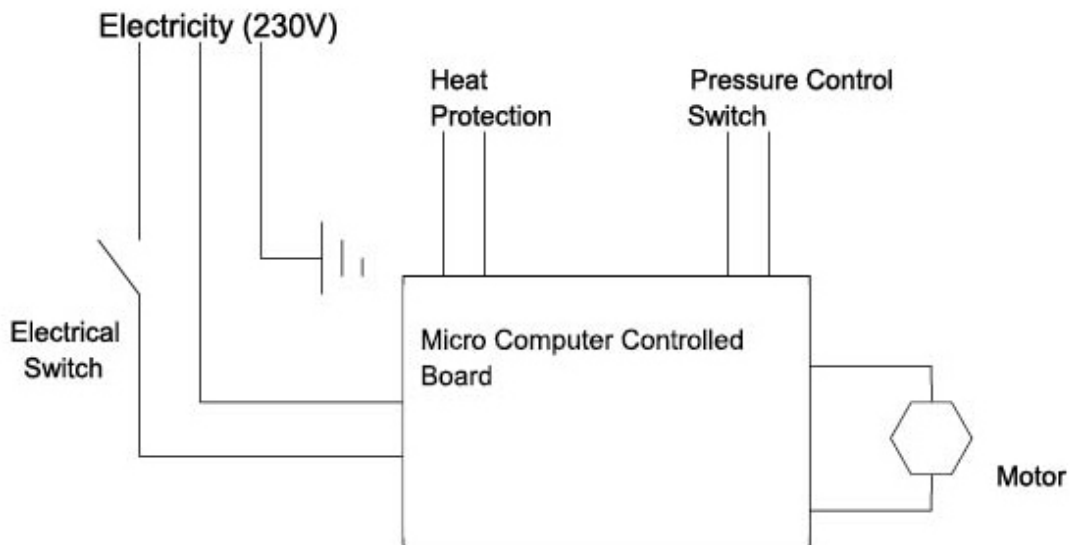 Electricity (230V)
Heat
Protection
Pressure Control
Switch
Electrical
Switch
Micro Computer Controlled
Board
Motor